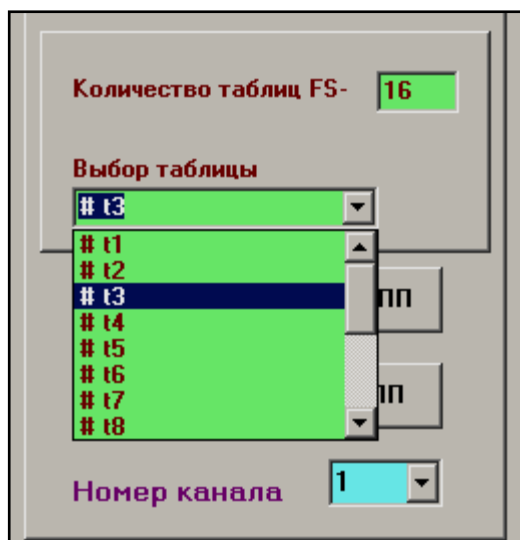 Количество таблиц FS- 16
Выбор таблицы
# t3
# t1
# t2
# t3
ПП
# t4
# t5
# t6
# t7
ПП
# t8
Номер канала 1